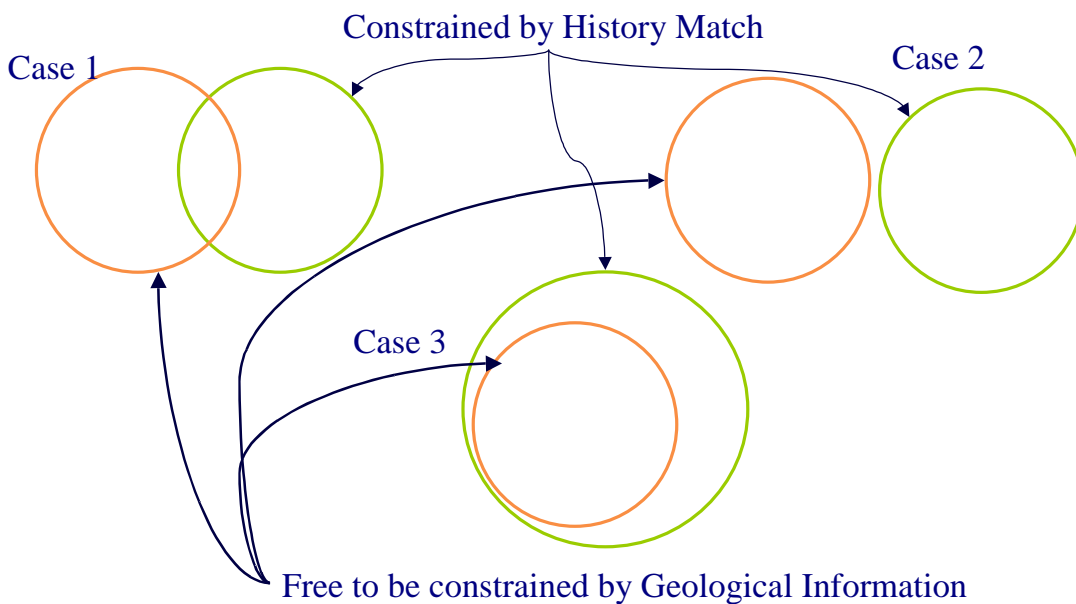 Constrained by History Match
Case 1
Case 2
Case 3
Free to be constrained by Geological Information